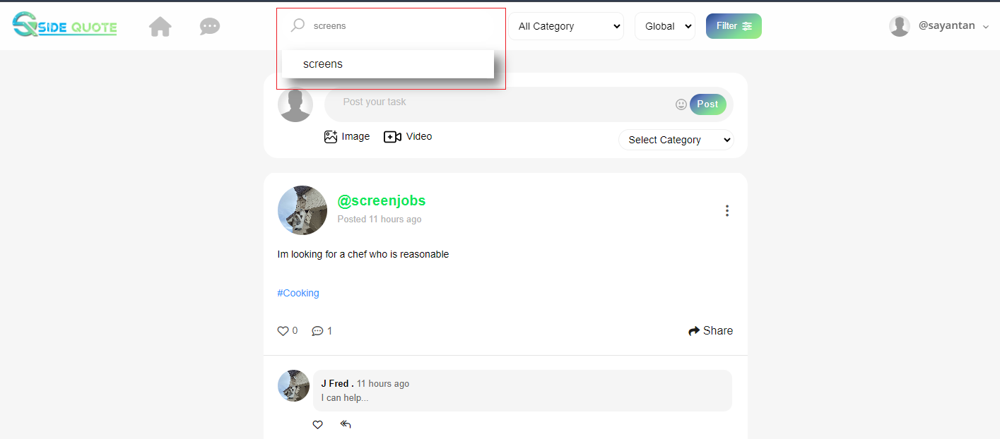 SIDE QUOTE
screens
All Category
Global
Filter
@sayantan
screens
Post your task
Post
Image
Video
Select Category
@screenjobs
Posted 11 hours ago
Im looking for a chef who is reasonable
#Cooking
0
1
Share
J Fred . 11 hours ago
I can help...